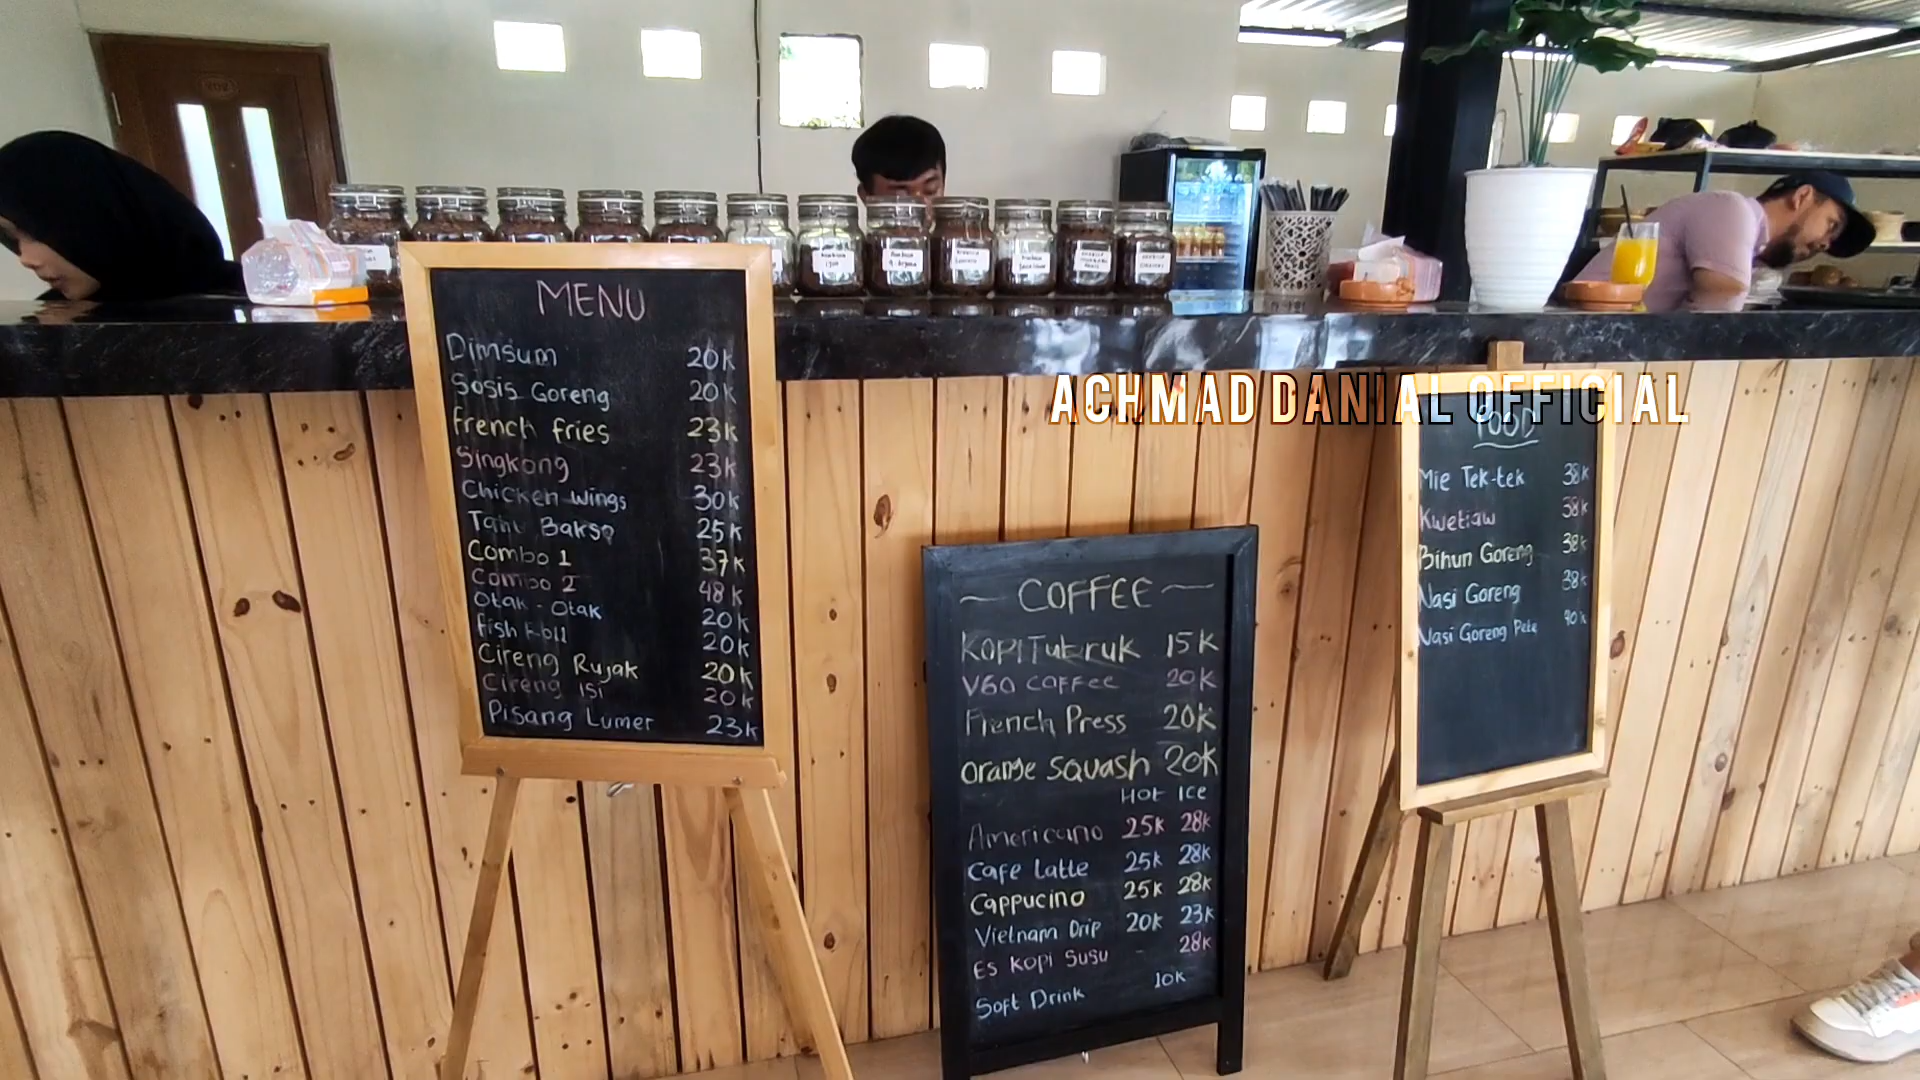 MENU
Dimsum 20K
Sosis Goreng 20K
French fries 23K
Singkong 23K
Chicken wings 30K
Tahu Bakso 25K
Combo 1 37K
Combo 2 48K
Otak - Otak 20K
Fish Roll 20K
Cireng Rujak 20K
Cireng ISI 20K
Pisang Lumer 23K
~ COFFEE ~
KOPI Tubruk 15K
V60 COFFEE 20K
French Press 20K
Orange Squash 20K
Hot Ice
Americano 25K 28K
Cafe Latte 25K 28K
Cappucino 25K 28K
Vietnam Drip 20K 23K
Es Kopi Susu - 28K
Soft Drink 10K
ACHMAD DANIAL OFFICIAL
FOOD
Mie Tek-tek 38K
Kwetiaw 38K
Bihun Goreng 38K
Nasi Goreng 38K
Nasi Goreng Pete 40K